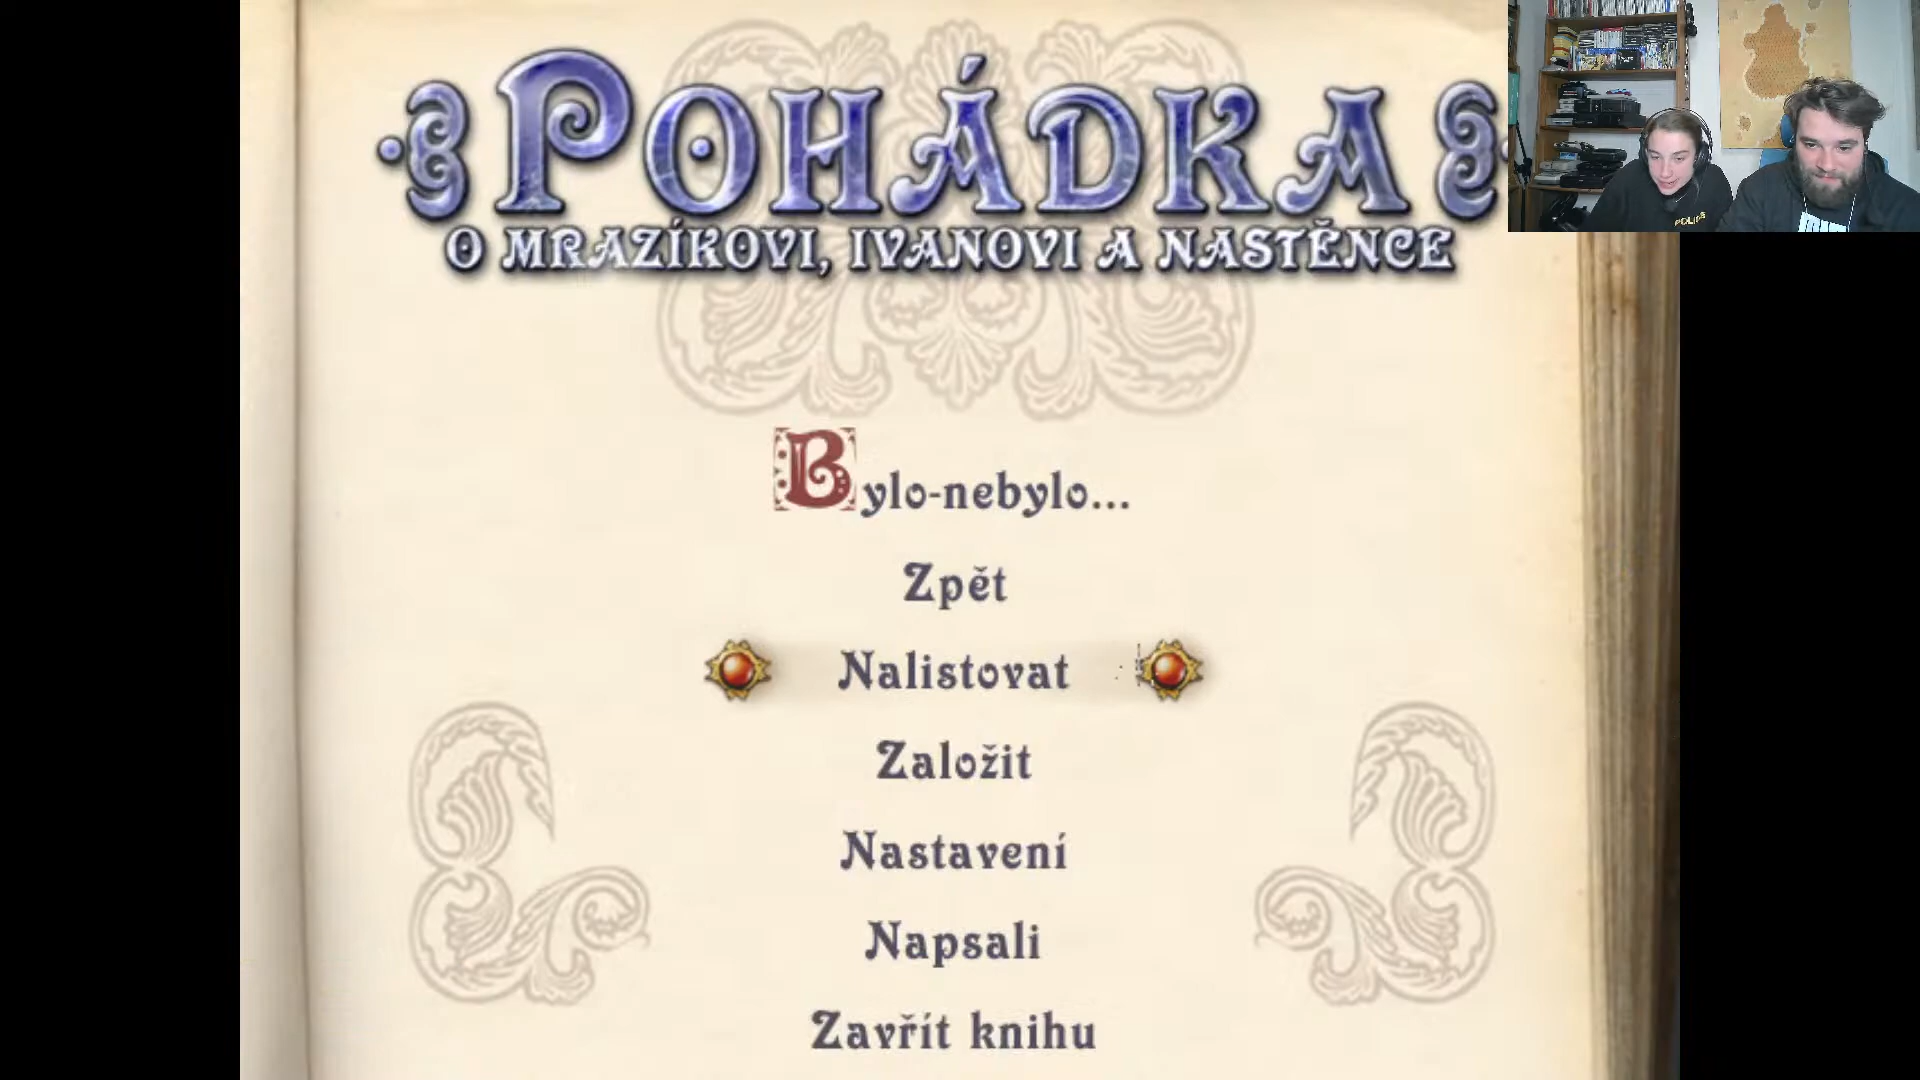 POHÁDKA
O MRAZÍKOVI, IVANOVI A NASTĚNCE
Bylo-nebylo...
Zpět
Nalistovat
Založit
Nastavení
Napsali
Zavřít knihu